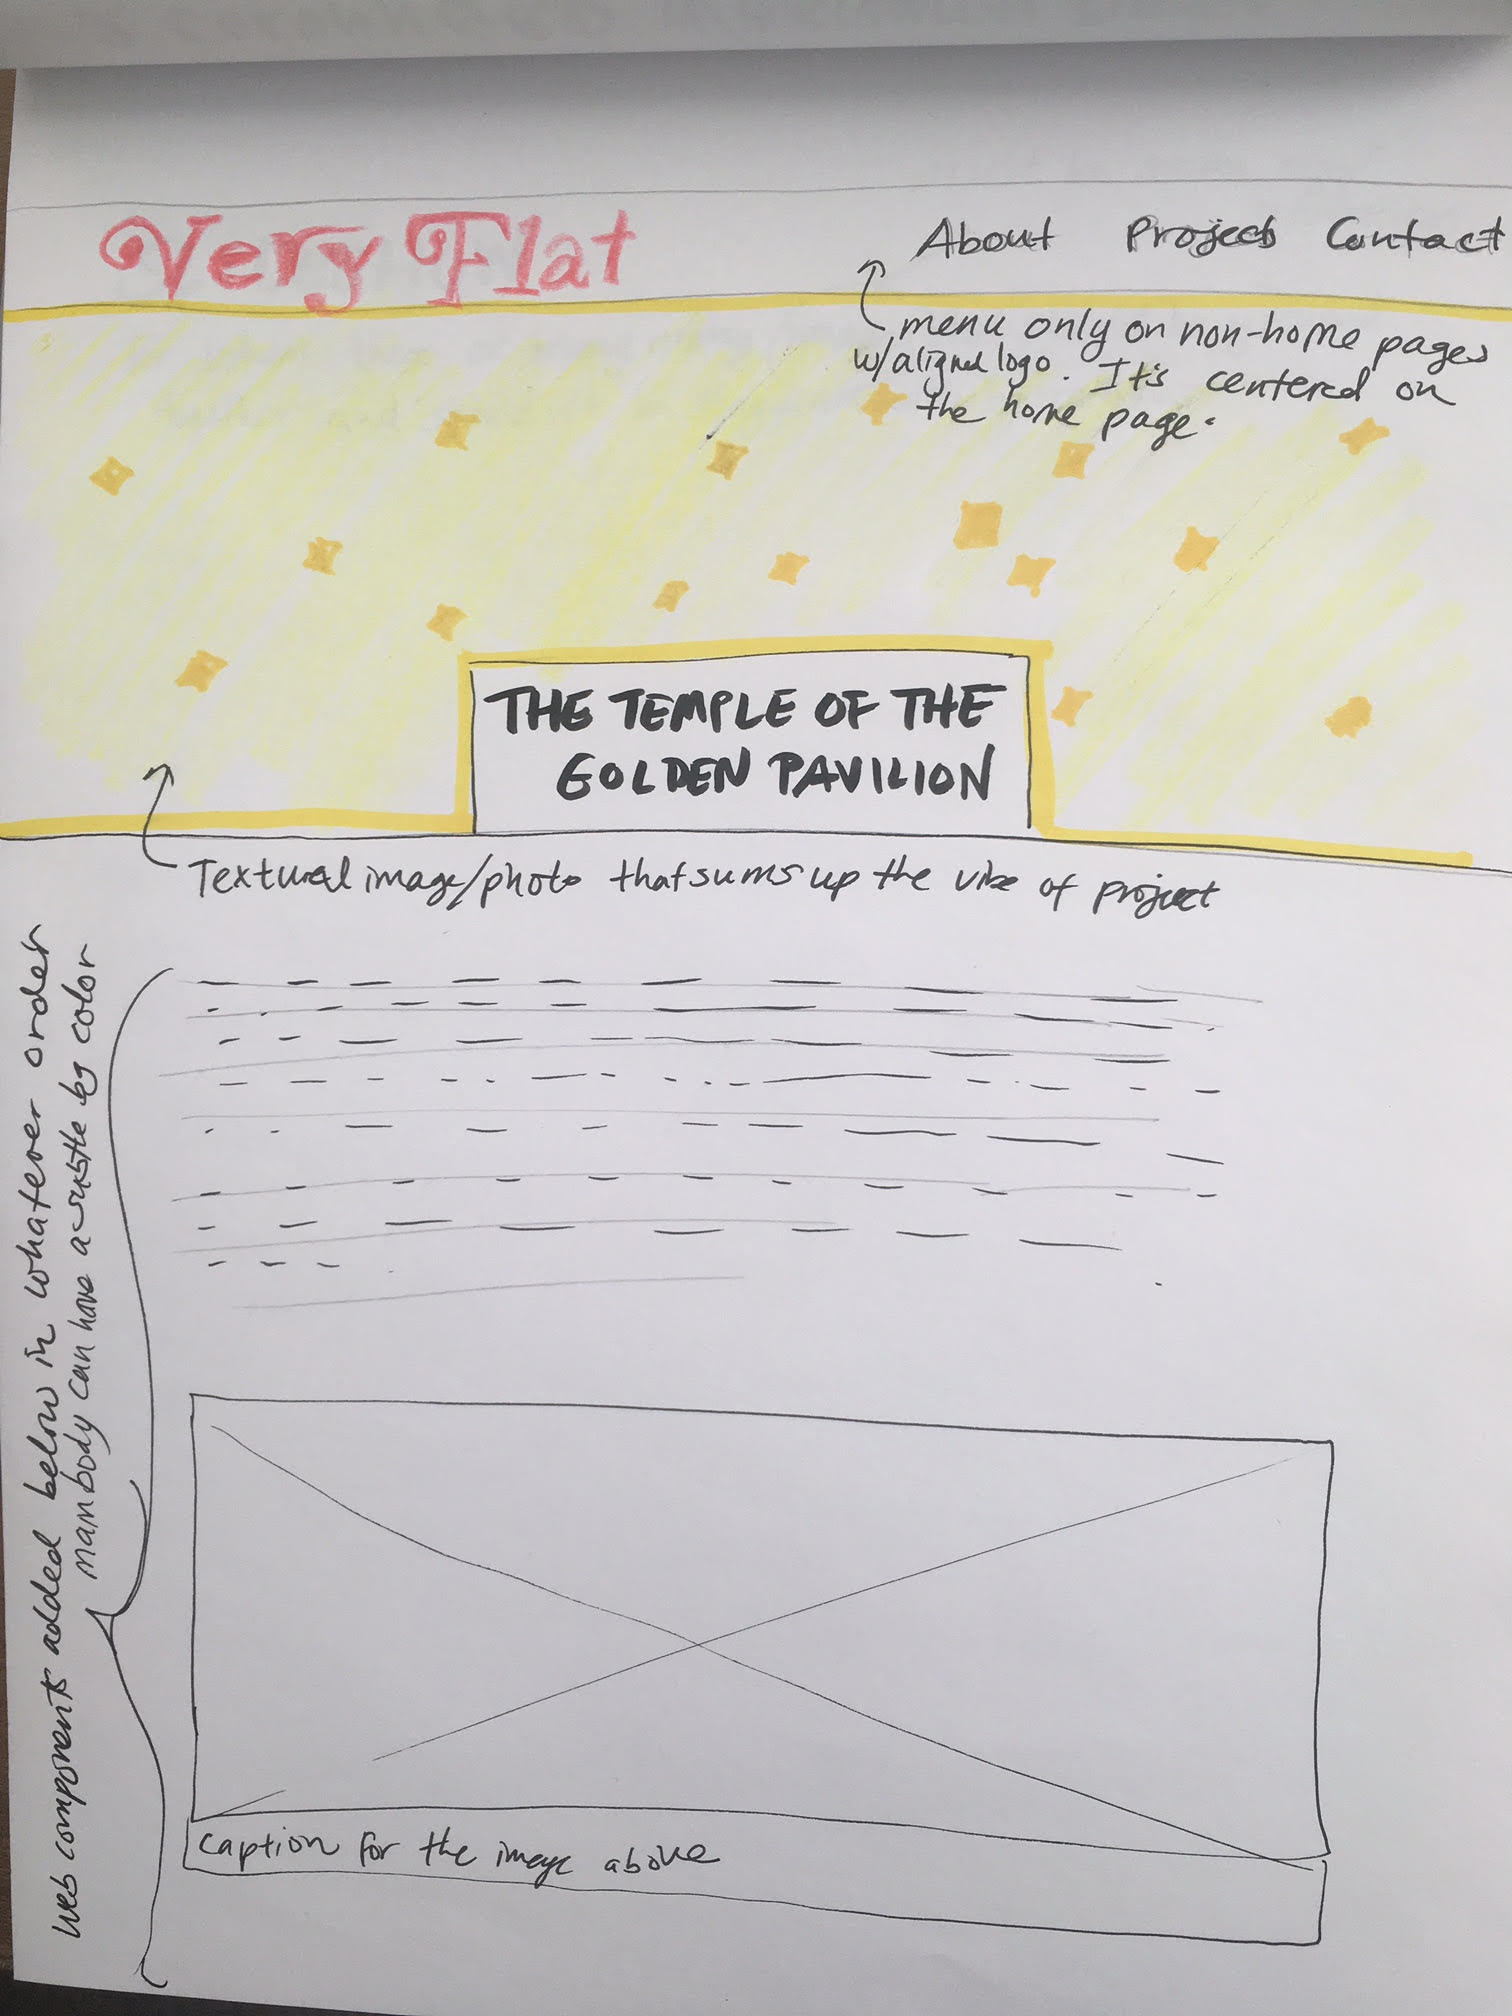 Very Flat
About Projects Contact
menu only on non-home pages
w/aligned logo. It's centered on
the home page.
THE TEMPLE OF THE
GOLDEN PAVILION
Textural image/photo that sums up the vibe of project
web components added below in whatever order
main body can have a subtle bg color
caption for the image above